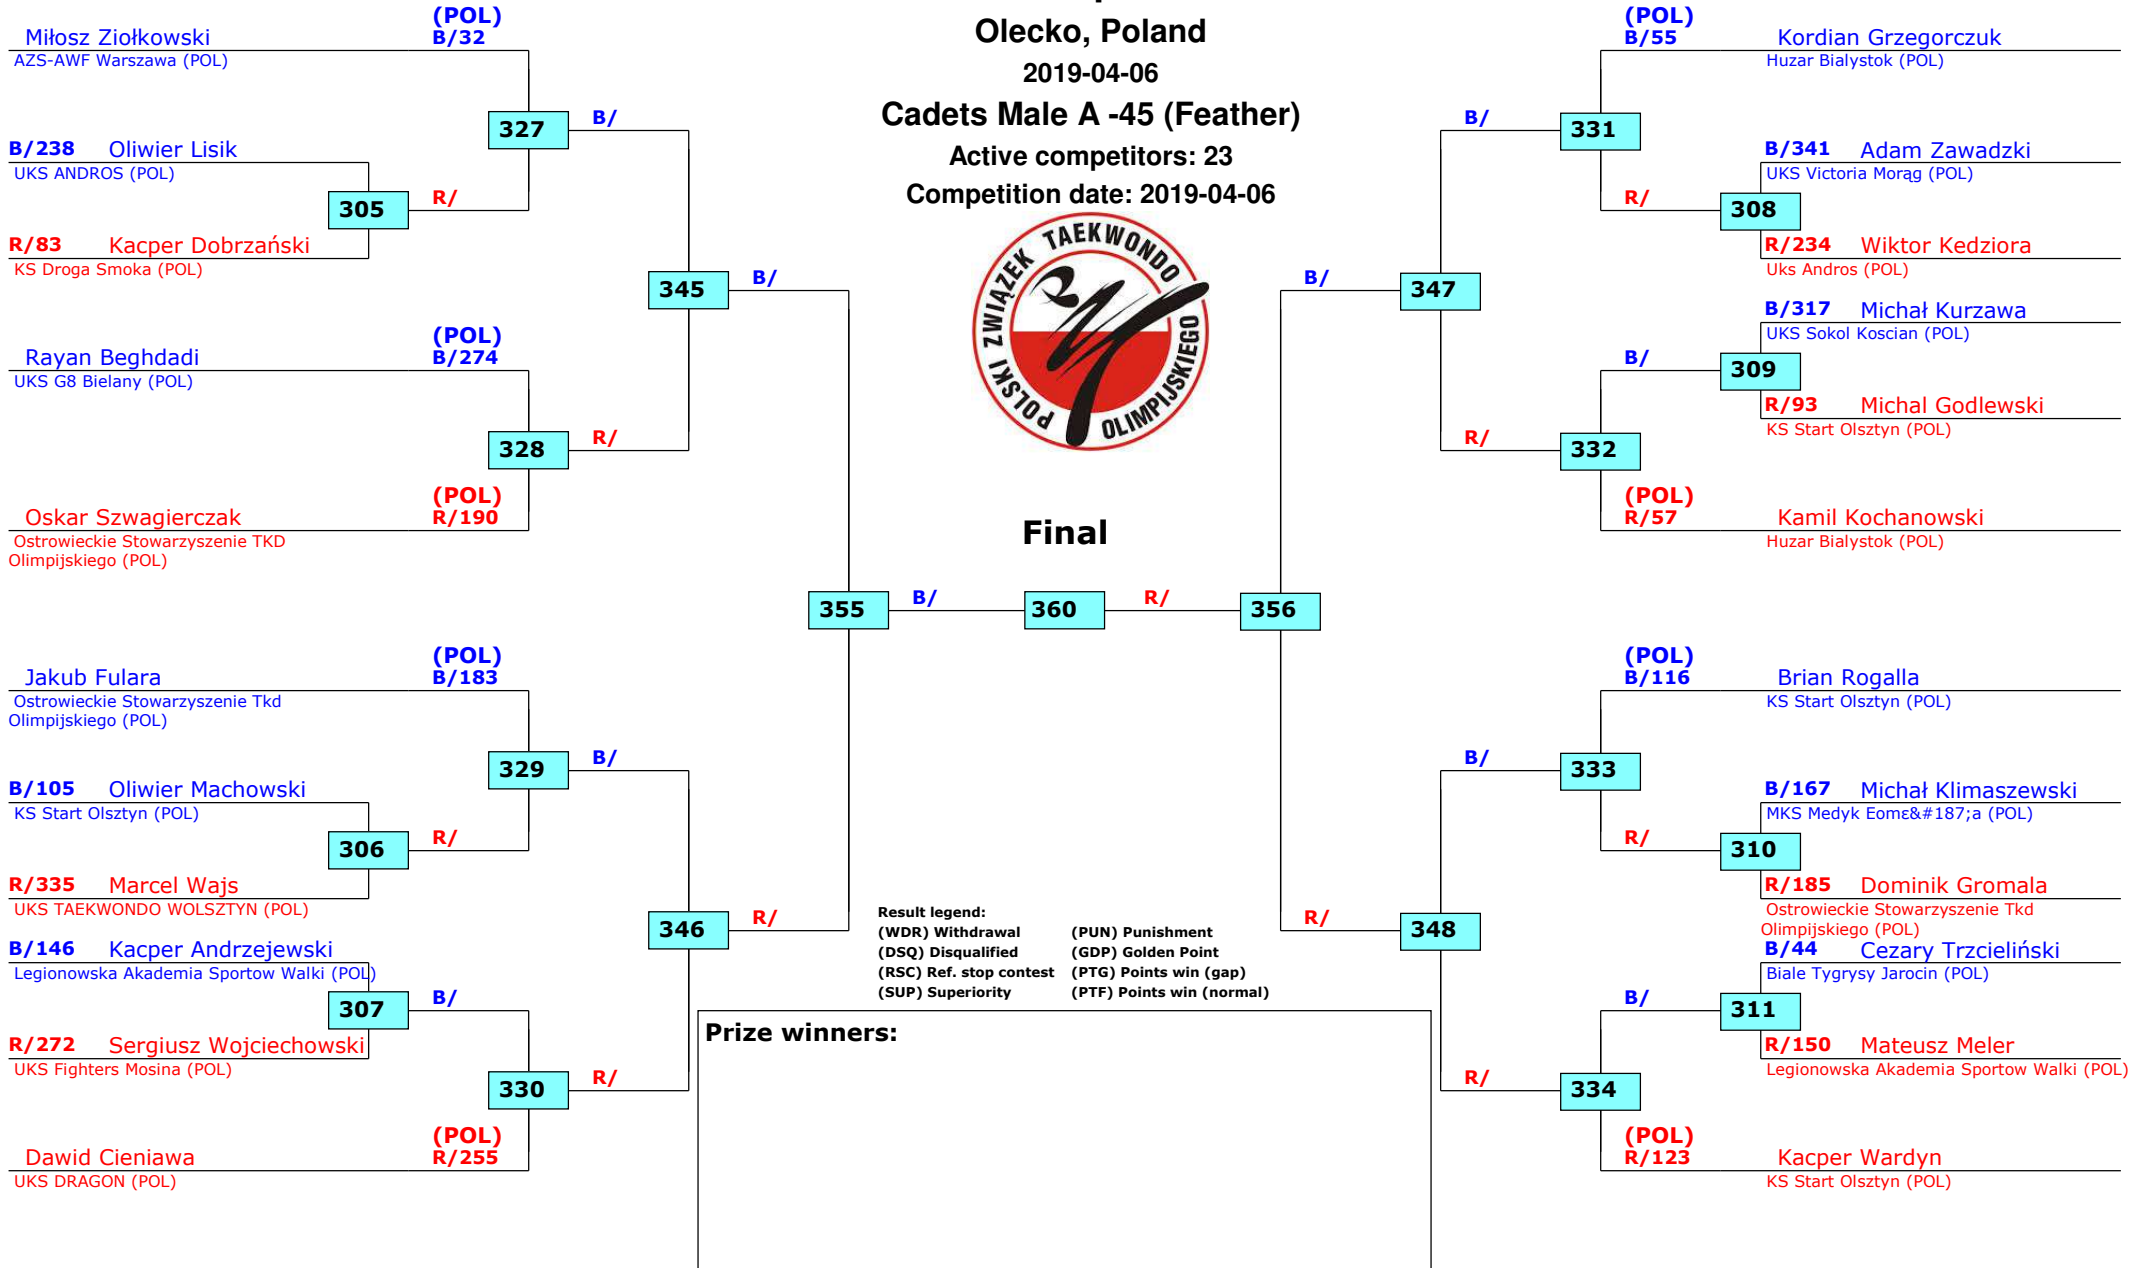 Olecko, Poland
2019-04-06
Cadets Male A -45 (Feather)
Active competitors: 23
Competition date: 2019-04-06
POLSKI ZWIĄZEK TAEKWONDO OLIMPIJSKIEGO
(POL)
Miłosz Ziołkowski B/32
AZS-AWF Warszawa (POL)
327 B/
B/238 Oliwier Lisik
UKS ANDROS (POL)
305 R/
R/83 Kacper Dobrzański
KS Droga Smoka (POL)
345 B/
(POL)
Rayan Beghdadi B/274
UKS G8 Bielany (POL)
328 R/
(POL)
Oskar Szwagierczak R/190
Ostrowieckie Stowarzyszenie TKD
Olimpijskiego (POL)
Final
355 B/ 360 R/ 356
(POL)
Jakub Fulara B/183
Ostrowieckie Stowarzyszenie Tkd
Olimpijskiego (POL)
329 B/
B/105 Oliwier Machowski
KS Start Olsztyn (POL)
306 R/
R/335 Marcel Wajs
UKS TAEKWONDO WOLSZTYN (POL)
346 R/
B/146 Kacper Andrzejewski
Legionowska Akademia Sportow Walki (POL)
307 B/
R/272 Sergiusz Wojciechowski
UKS Fighters Mosina (POL)
330 R/
(POL)
Dawid Cieniawa R/255
UKS DRAGON (POL)
(POL)
B/55 Kordian Grzegorczuk
Huzar Bialystok (POL)
B/ 331
B/341 Adam Zawadzki
UKS Victoria Morąg (POL)
R/ 308
R/234 Wiktor Kedziora
Uks Andros (POL)
B/ 347
B/317 Michał Kurzawa
UKS Sokol Koscian (POL)
B/ 309
R/93 Michal Godlewski
KS Start Olsztyn (POL)
R/ 332
(POL)
R/57 Kamil Kochanowski
Huzar Bialystok (POL)
(POL)
B/116 Brian Rogalla
KS Start Olsztyn (POL)
B/ 333
B/167 Michał Klimaszewski
MKS Medyk Eomε&#187;a (POL)
R/ 310
R/185 Dominik Gromala
Ostrowieckie Stowarzyszenie Tkd
Olimpijskiego (POL)
R/ 348
B/44 Cezary Trzcieliński
Biale Tygrysy Jarocin (POL)
B/ 311
R/150 Mateusz Meler
Legionowska Akademia Sportow Walki (POL)
R/ 334
(POL)
R/123 Kacper Wardyn
KS Start Olsztyn (POL)
Result legend:
(WDR) Withdrawal (PUN) Punishment
(DSQ) Disqualified (GDP) Golden Point
(RSC) Ref. stop contest (PTG) Points win (gap)
(SUP) Superiority (PTF) Points win (normal)
Prize winners: